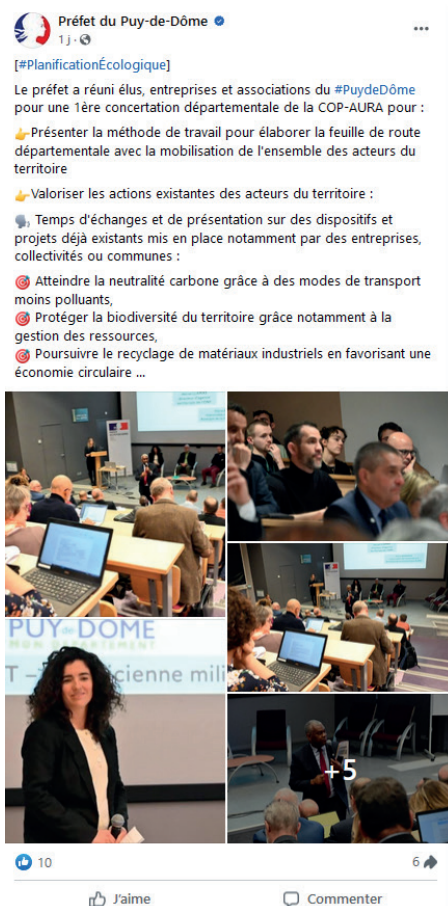 Préfet du Puy-de-Dôme
1 j ·
[#PlanificationÉcologique]
Le préfet a réuni élus, entreprises et associations du #PuydeDôme
pour une 1ère concertation départementale de la COP-AURA pour :
👉Présenter la méthode de travail pour élaborer la feuille de route
départementale avec la mobilisation de l'ensemble des acteurs du
territoire
👉Valoriser les actions existantes des acteurs du territoire :
🗣️ Temps d'échanges et de présentation sur des dispositifs et
projets déjà existants mis en place notamment par des entreprises,
collectivités ou communes :
🎯 Atteindre la neutralité carbone grâce à des modes de transport
moins polluants,
🎯 Protéger la biodiversité du territoire grâce notamment à la
gestion des ressources,
🎯 Poursuivre le recyclage de matériaux industriels en favorisant une
économie circulaire ...
PUY de DOME
MON DÉPARTEMENT
cienne mili
+5
10
6
J'aime
Commenter